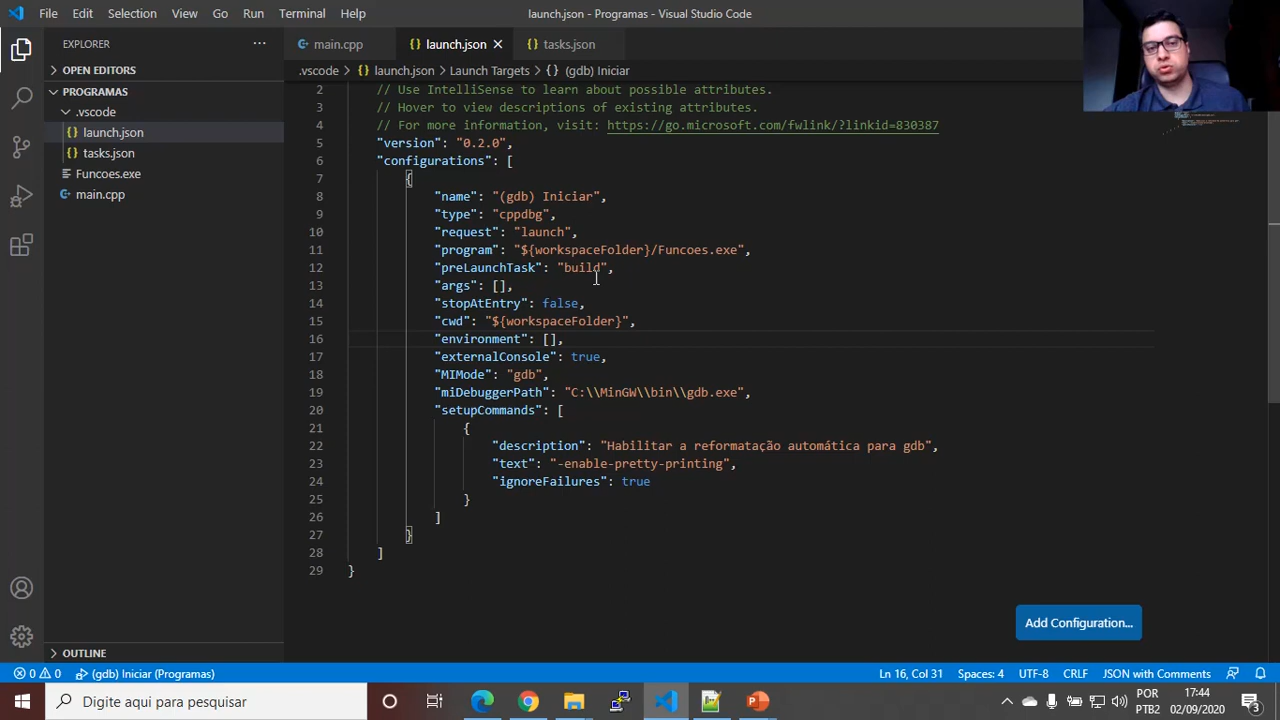 File Edit Selection View Go Run Terminal Help
launch.json - Programas - Visual Studio Code
EXPLORER
OPEN EDITORS
PROGRAMAS
.vscode
{} launch.json
{} tasks.json
Funcoes.exe
main.cpp
OUTLINE
main.cpp {} launch.json {} tasks.json
.vscode > {} launch.json > Launch Targets > {} (gdb) Iniciar
2 // Use IntelliSense to learn about possible attributes.
3 // Hover to view descriptions of existing attributes.
4 // For more information, visit: https://go.microsoft.com/fwlink/?linkid=830387
5 "version": "0.2.0",
6 "configurations": [
7 {
8 "name": "(gdb) Iniciar",
9 "type": "cppdbg",
10 "request": "launch",
11 "program": "${workspaceFolder}/Funcoes.exe",
12 "preLaunchTask": "build",
13 "args": [],
14 "stopAtEntry": false,
15 "cwd": "${workspaceFolder}",
16 "environment": [],
17 "externalConsole": true,
18 "MIMode": "gdb",
19 "miDebuggerPath": "C:\\MinGW\\bin\\gdb.exe",
20 "setupCommands": [
21 {
22 "description": "Habilitar a reformatação automática para gdb",
23 "text": "-enable-pretty-printing",
24 "ignoreFailures": true
25 }
26 ]
27 }
28 ]
29 }
Add Configuration...
0 0 (gdb) Iniciar (Programas) Ln 16, Col 31 Spaces: 4 UTF-8 CRLF JSON with Comments
Digite aqui para pesquisar
POR
PTB2
17:44
02/09/2020
3